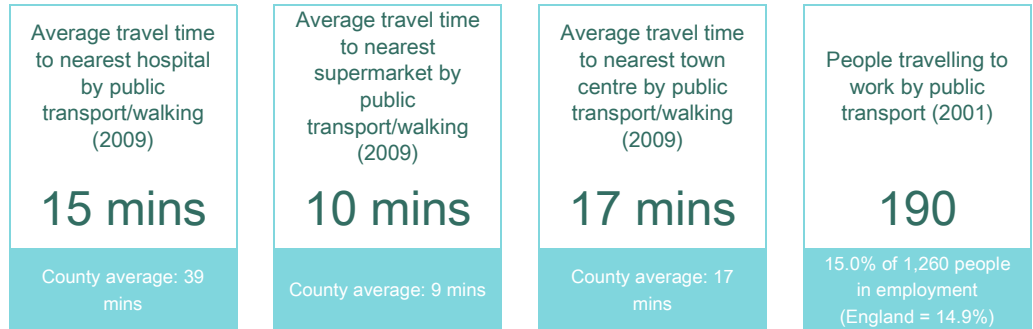 Average travel time
to nearest hospital
by public
transport/walking
(2009)
15 mins
County average: 39
mins
Average travel time
to nearest
supermarket by
public
transport/walking
(2009)
10 mins
County average: 9 mins
Average travel time
to nearest town
centre by public
transport/walking
(2009)
17 mins
County average: 17
mins
People travelling to
work by public
transport (2001)
190
15.0% of 1,260 people
in employment
(England = 14.9%)